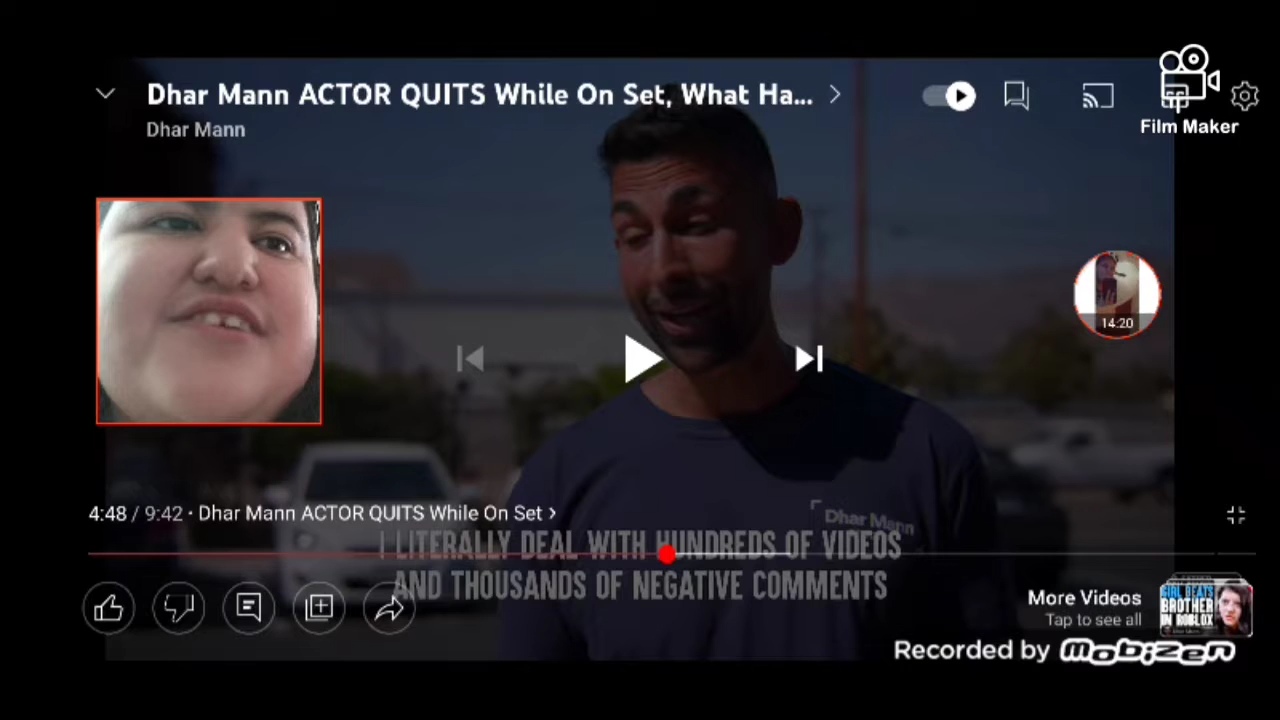 Dhar Mann ACTOR QUITS While On Set, What Ha...
Dhar Mann
Film Maker
14:20
4:48 / 9:42 · Dhar Mann ACTOR QUITS While On Set
Dhar Mann
I LITERALLY DEAL WITH HUNDREDS OF VIDEOS
AND THOUSANDS OF NEGATIVE COMMENTS
More Videos
Tap to see all
GIRL BEATS
BROTHER
IN ROBLOX
Recorded by mobizen